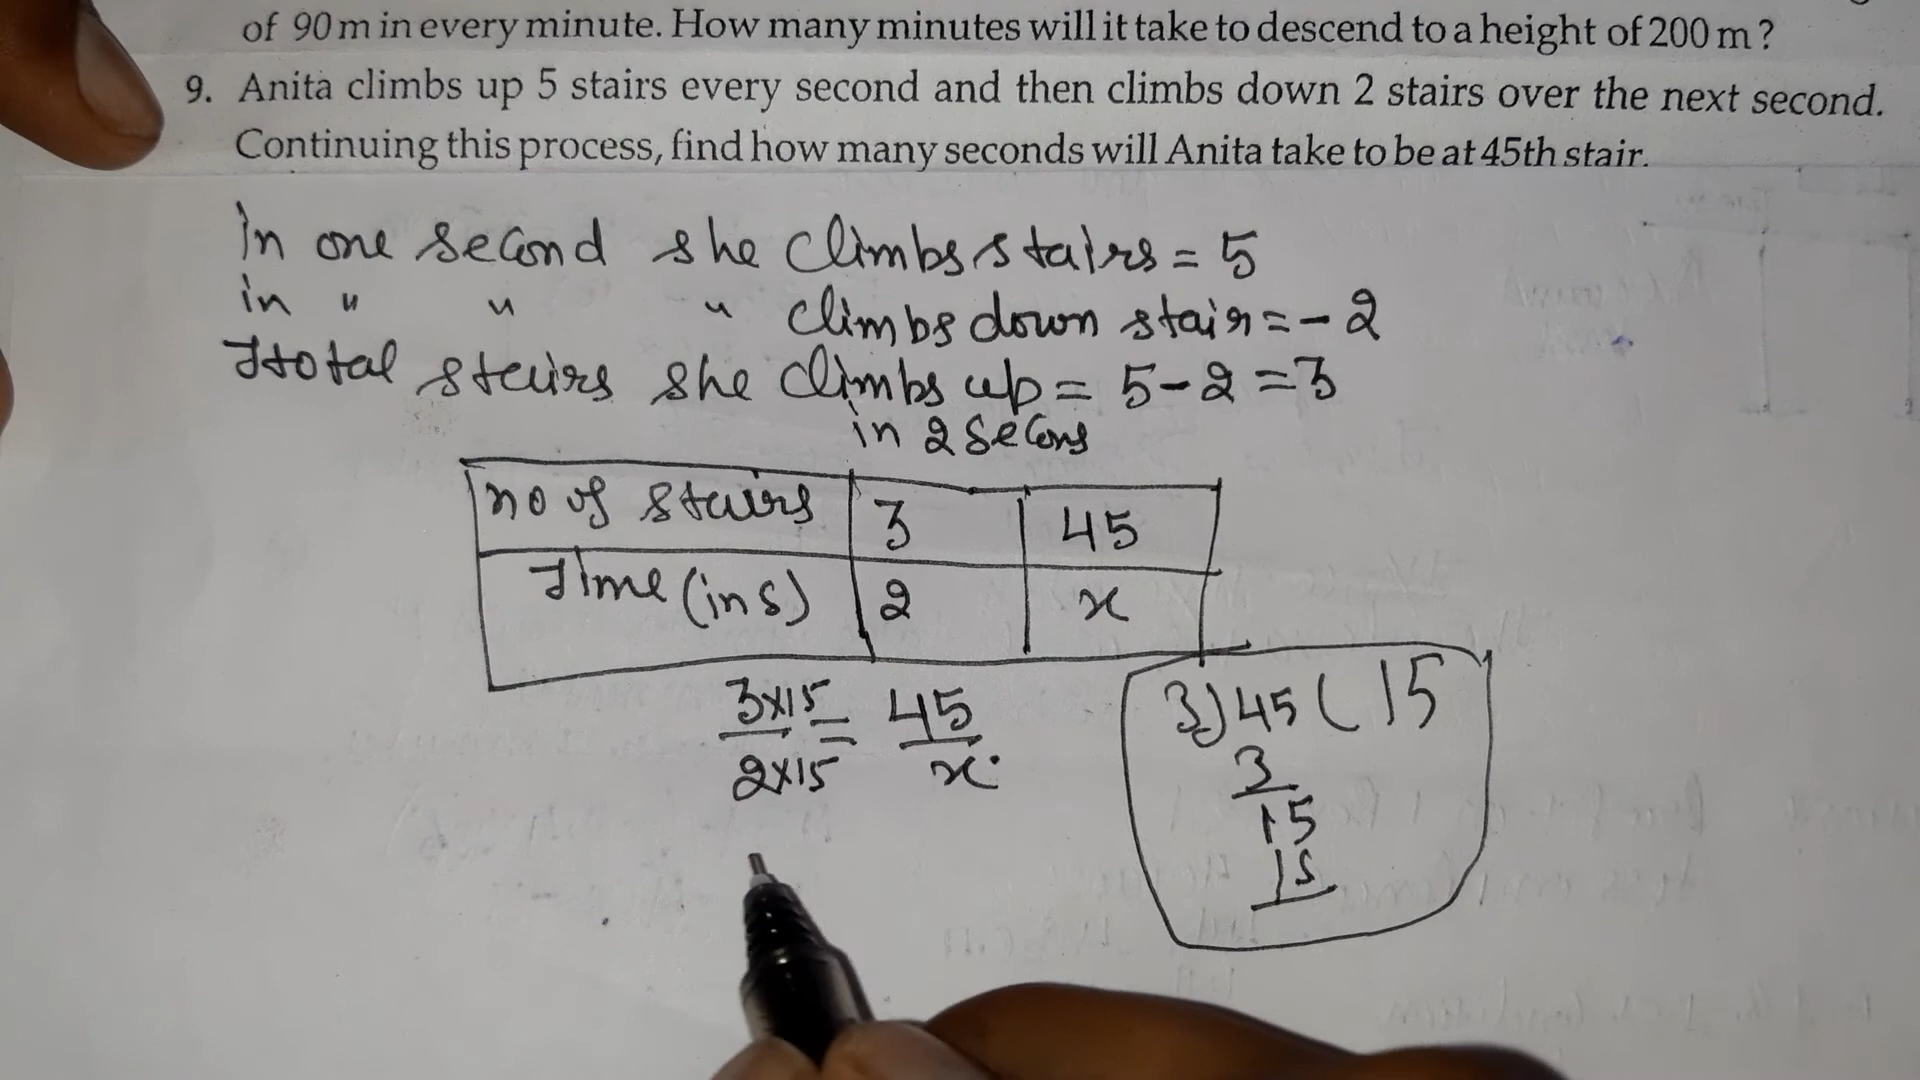 of 90 m in every minute. How many minutes will it take to descend to a height of 200 m?
9. Anita climbs up 5 stairs every second and then climbs down 2 stairs over the next second.
Continuing this process, find how many seconds will Anita take to be at 45th stair.
In one second she climbs stairs = 5
in " " " climbs down stair = - 2
Ttotal stairs she climbs up = 5 - 2 = 3
in 2 Secons
no of stairs 3 45
Time (in s) 2 x
3x15 = 45
2x15 x
3) 45 ( 15
3
15
15